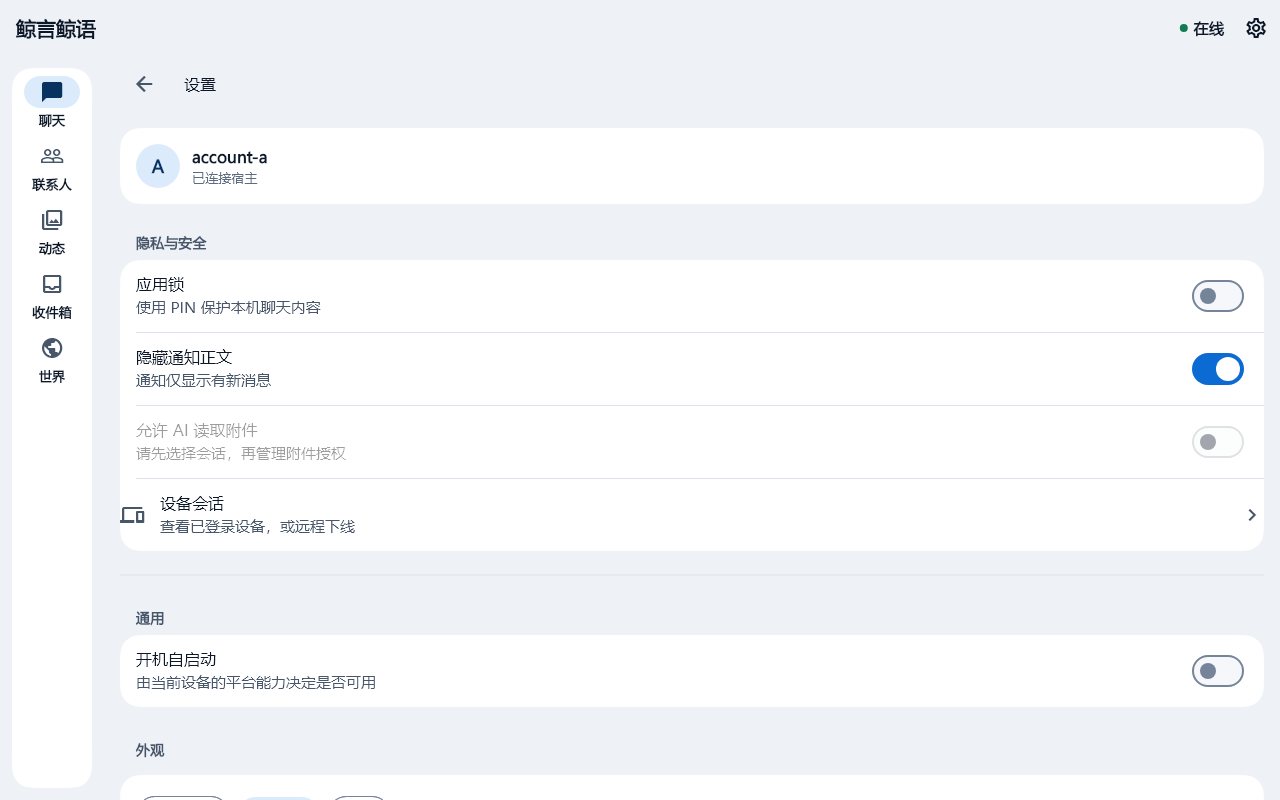 鲸言鲸语
在线
聊天
联系人
动态
收件箱
世界
设置
A
account-a
已连接宿主
隐私与安全
应用锁
使用 PIN 保护本机聊天内容
隐藏通知正文
通知仅显示有新消息
允许 AI 读取附件
请先选择会话，再管理附件授权
设备会话
查看已登录设备，或远程下线
通用
开机自启动
由当前设备的平台能力决定是否可用
外观